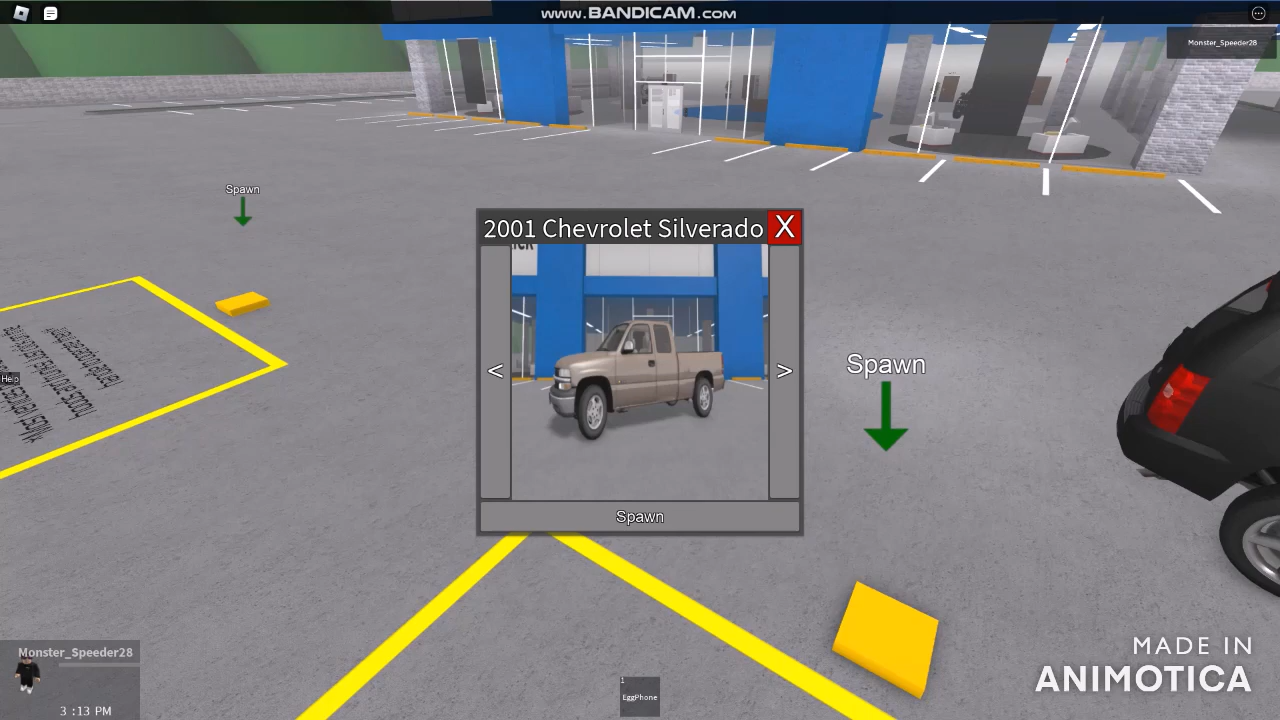 www.BANDICAM.com
Monster_Speeder28
Spawn
2001 Chevrolet Silverado X
< >
Spawn
Help
Spawn
MADE IN
ANIMOTICA
Monster_Speeder28
3 :13 PM
1
EggPhone